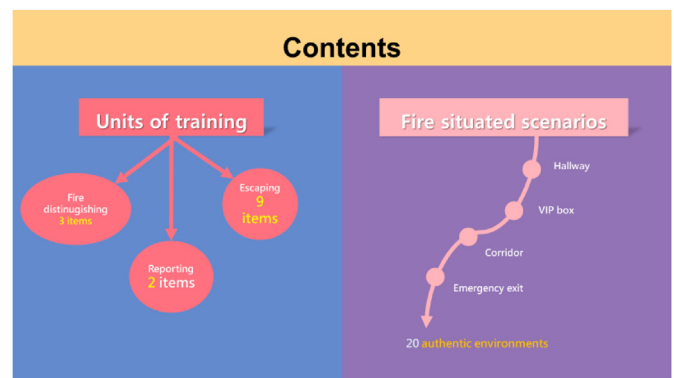 Contents
Units of training
Fire
distinugishing
3 items
Reporting
2 items
Escaping
9
items
Fire situated scenarios
Hallway
VIP box
Corridor
Emergency exit
20 authentic environments